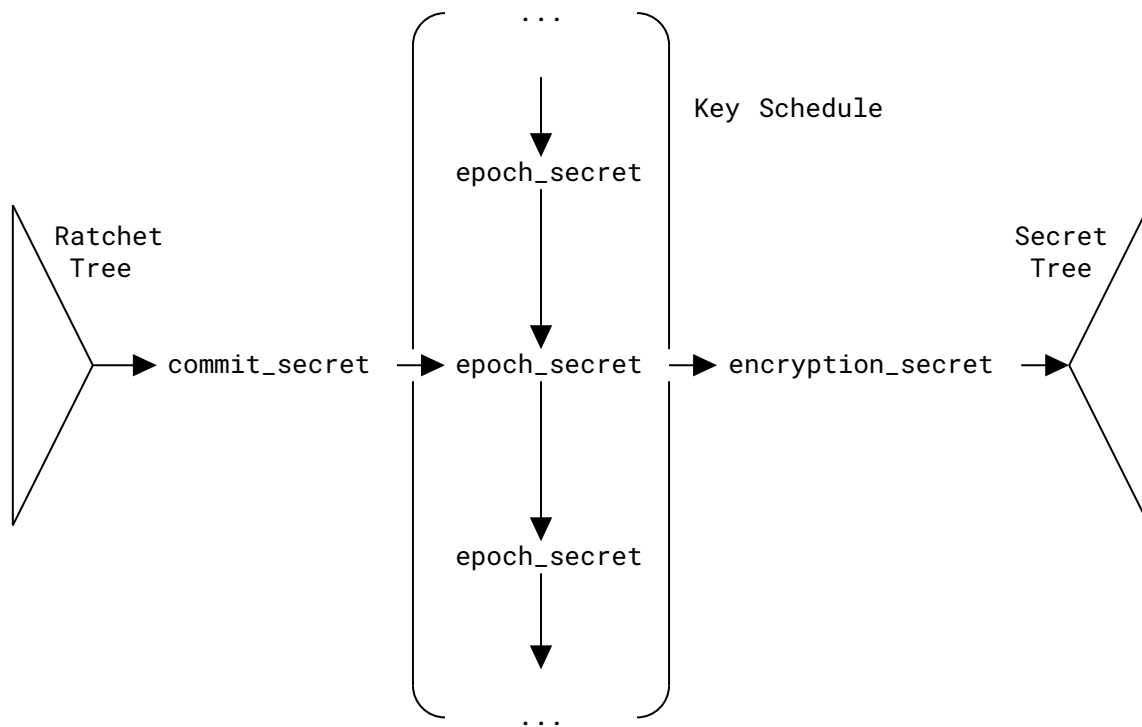 ...
Key Schedule
epoch_secret
Ratchet
Tree
Secret
Tree
commit_secret
epoch_secret
encryption_secret
epoch_secret
...